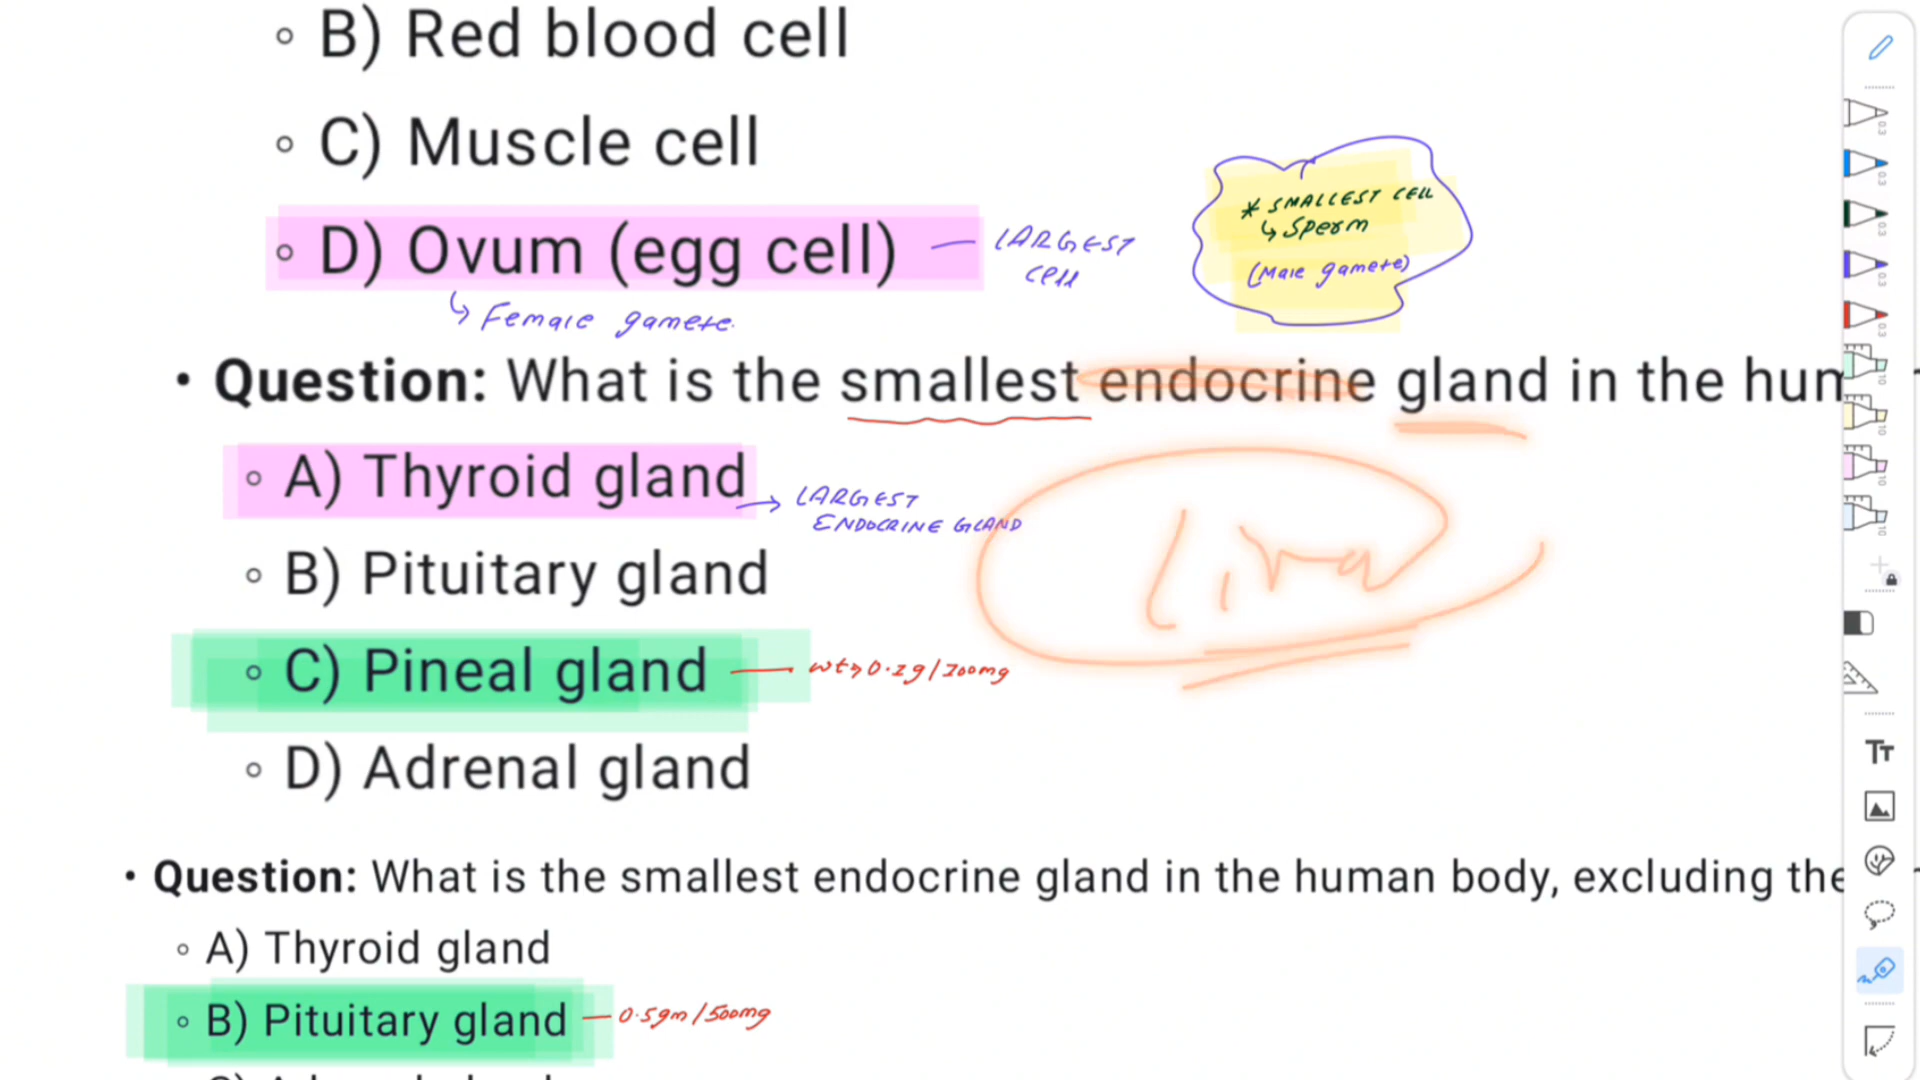 B) Red blood cell
C) Muscle cell
* SMALLEST CELL
↳ Sperm
(Male gamete)
D) Ovum (egg cell) — LARGEST
cell
↳ Female gamete.
Question: What is the smallest endocrine gland in the hum
A) Thyroid gland → LARGEST
ENDOCRINE GLAND
Liver
B) Pituitary gland
C) Pineal gland — wt→ 0.1g/100mg
D) Adrenal gland
Question: What is the smallest endocrine gland in the human body, excluding the
A) Thyroid gland
B) Pituitary gland — 0.5gm/500mg